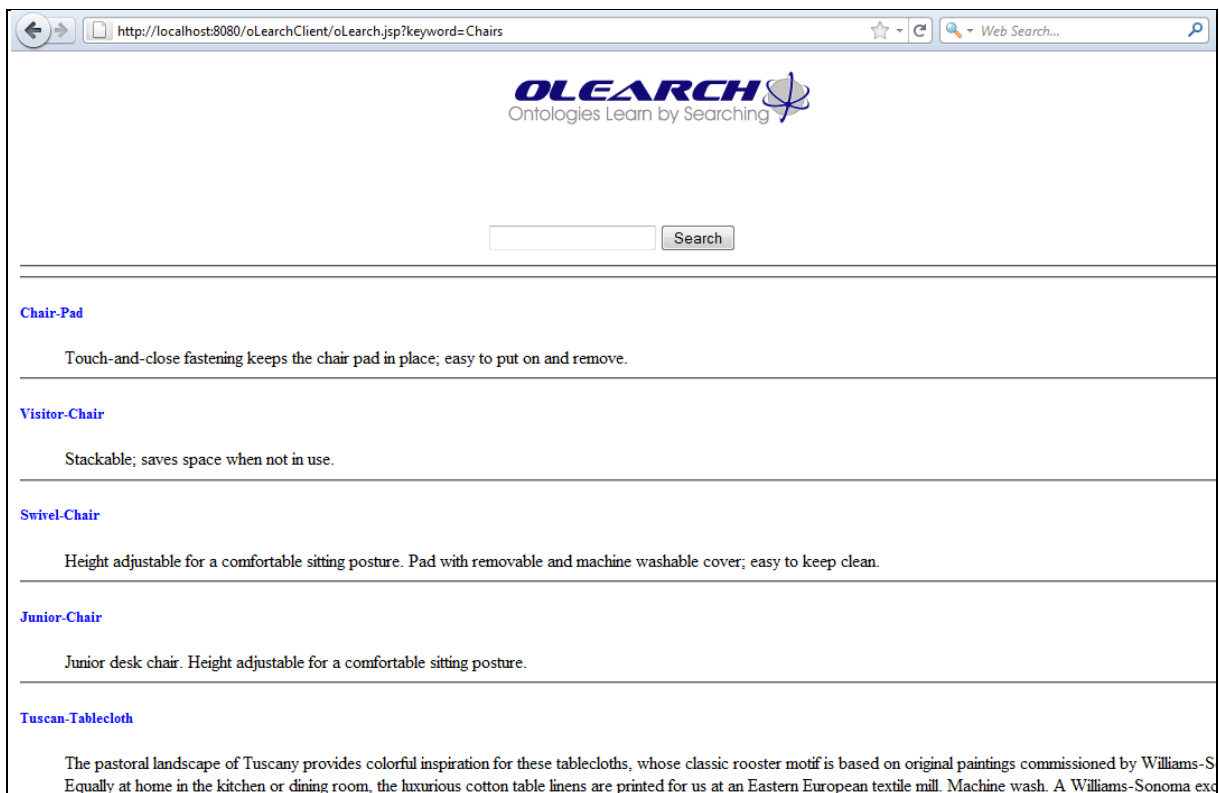 http://localhost:8080/oLearchClient/oLearch.jsp?keyword=Chairs
Web Search...
OLEARCH
Ontologies Learn by Searching
Search
Chair-Pad
Touch-and-close fastening keeps the chair pad in place; easy to put on and remove.
Visitor-Chair
Stackable; saves space when not in use.
Swivel-Chair
Height adjustable for a comfortable sitting posture. Pad with removable and machine washable cover; easy to keep clean.
Junior-Chair
Junior desk chair. Height adjustable for a comfortable sitting posture.
Tuscan-Tablecloth
The pastoral landscape of Tuscany provides colorful inspiration for these tablecloths, whose classic rooster motif is based on original paintings commissioned by Williams-S
Equally at home in the kitchen or dining room, the luxurious cotton table linens are printed for us at an Eastern European textile mill. Machine wash. A Williams-Sonoma exc